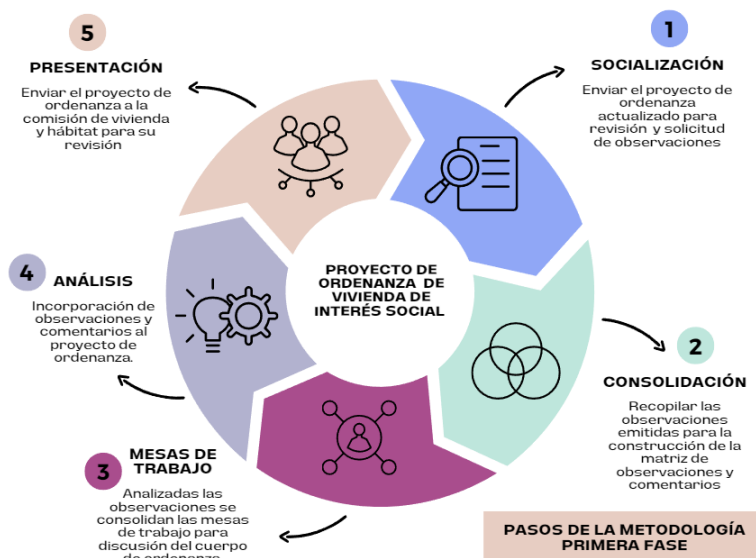 1
SOCIALIZACIÓN
Enviar el proyecto de
ordenanza
actualizado para
revisión y solicitud
de observaciones
2
CONSOLIDACIÓN
Recopilar las
observaciones
emitidas para la
construcción de la
matriz de
observaciones y
comentarios
3
MESAS DE
TRABAJO
Analizadas las
observaciones se
consolidan las mesas
de trabajo para
discusión del cuerpo
de ordenanza
4
ANÁLISIS
Incorporación de
observaciones y
comentarios al
proyecto de
ordenanza.
5
PRESENTACIÓN
Enviar el proyecto de
ordenanza a la
comisión de vivienda
y hábitat para su
revisión
PROYECTO DE
ORDENANZA DE
VIVIENDA DE
INTERÉS SOCIAL
PASOS DE LA METODOLOGÍA
PRIMERA FASE